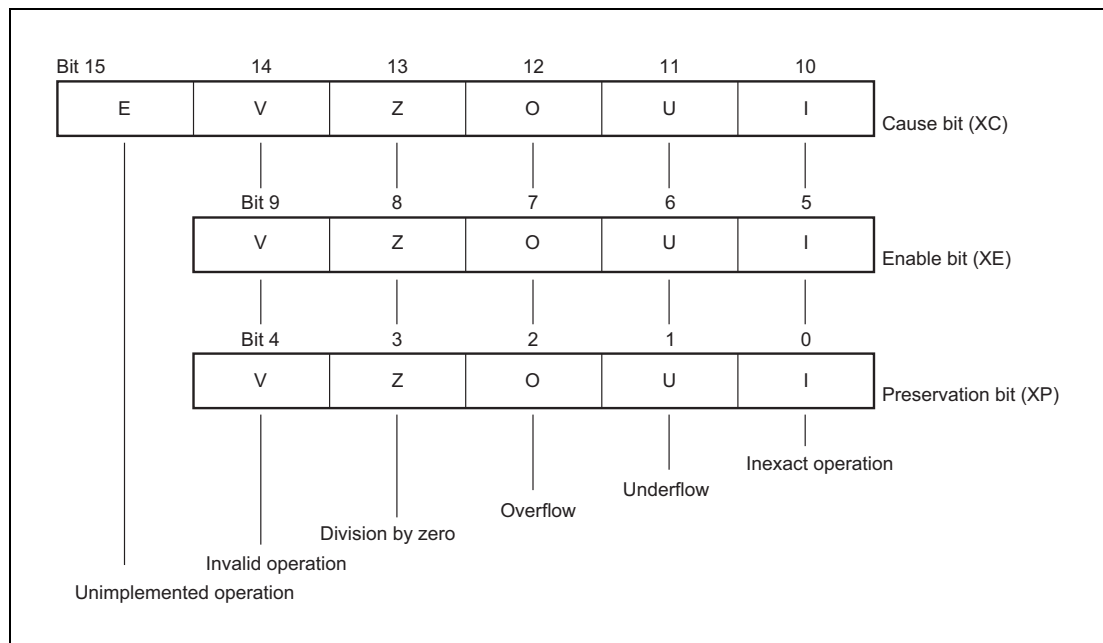 Bit 15 14 13 12 11 10
E V Z O U I
Cause bit (XC)
Bit 9 8 7 6 5
V Z O U I
Enable bit (XE)
Bit 4 3 2 1 0
V Z O U I
Preservation bit (XP)
Inexact operation
Underflow
Overflow
Division by zero
Invalid operation
Unimplemented operation